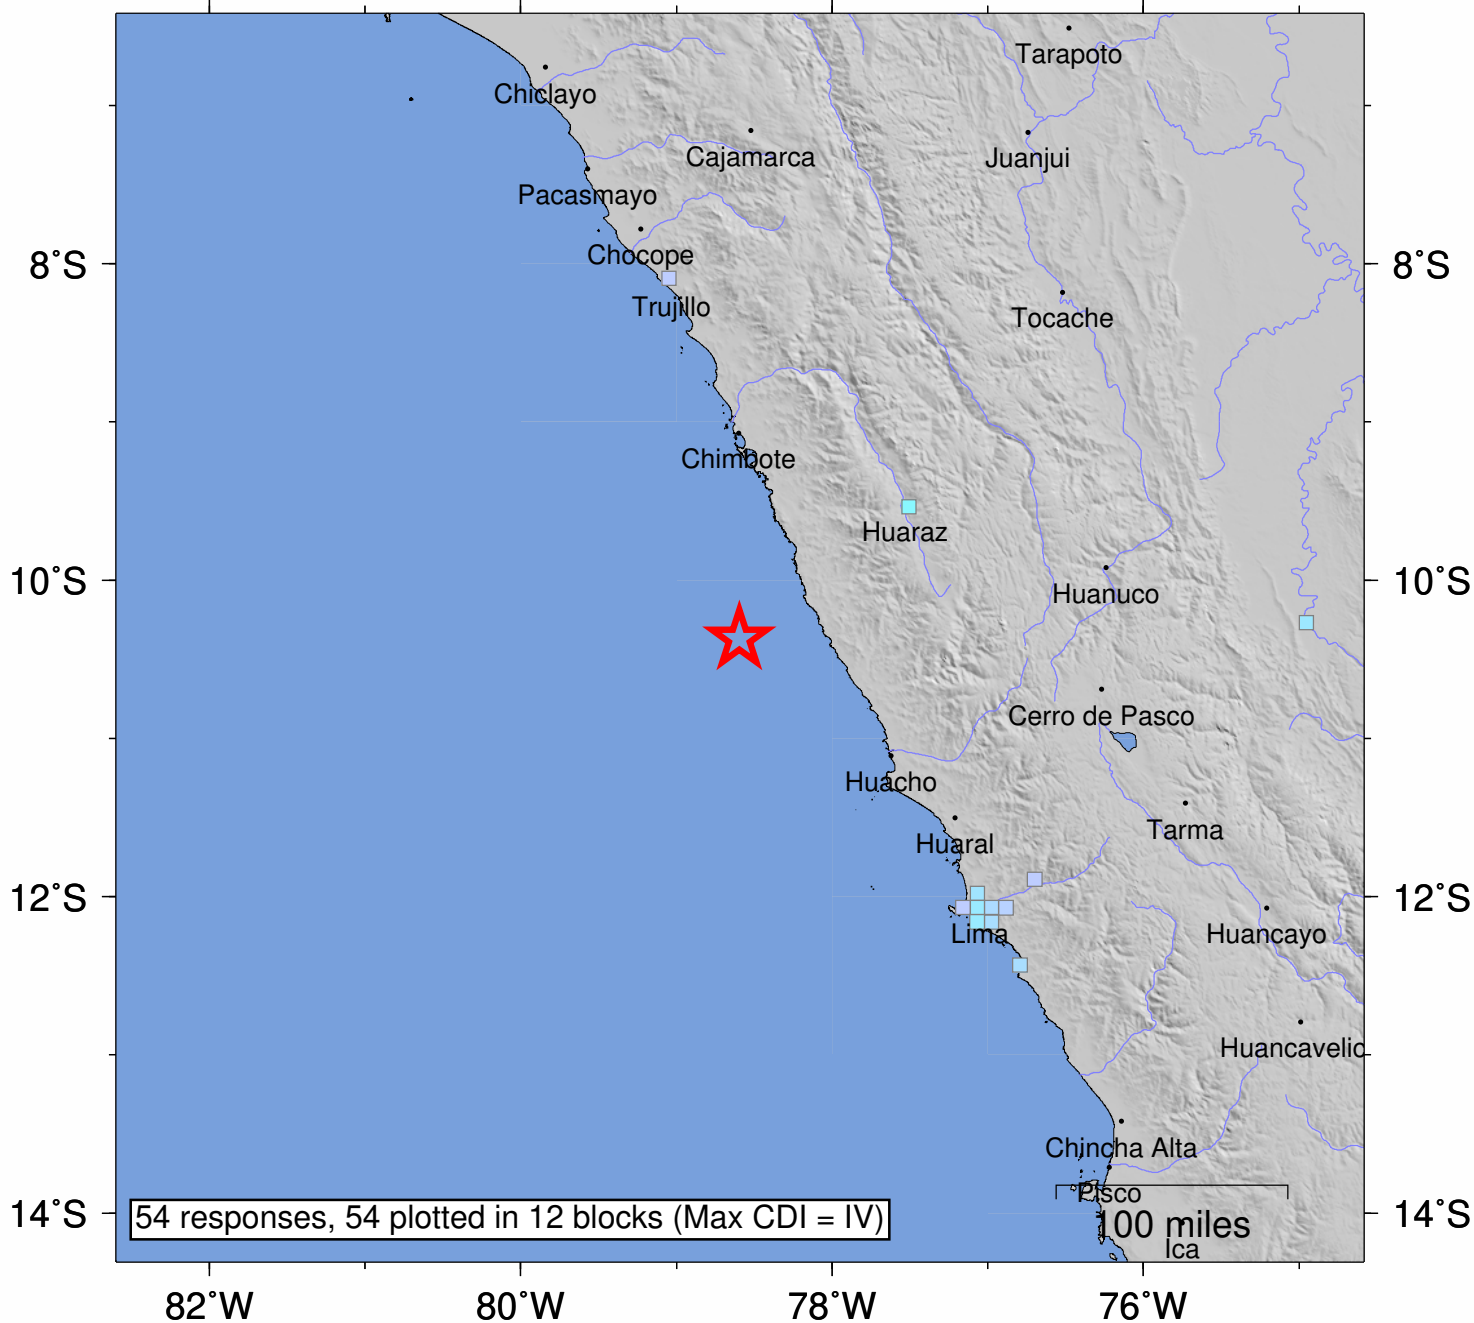 Tarapoto
Chiclayo
Cajamarca
Juanjui
Pacasmayo
Chocope
8°S
8°S
Trujillo
Tocache
Chimbote
Huaraz
10°S
10°S
Huanuco
Cerro de Pasco
Huacho
Tarma
Huaral
12°S
12°S
Lima
Huancayo
Huancavelic
Chincha Alta
Pisco
14°S
54 responses, 54 plotted in 12 blocks (Max CDI = IV)
100 miles
14°S
Ica
82°W
80°W
78°W
76°W